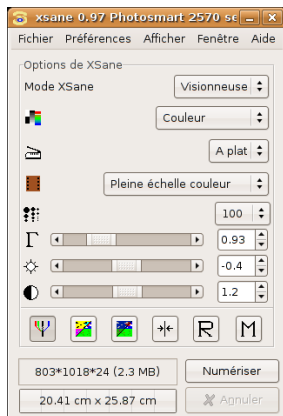 xsane 0.97 Photosmart 2570 se
Fichier Préférences Afficher Fenêtre Aide
Options de XSane
Mode XSane Visionneuse
Couleur
A plat
Pleine échelle couleur
100
Γ 0.93
-0.4
1.2
R M
803*1018*24 (2.3 MB) Numériser
20.41 cm x 25.87 cm Annuler